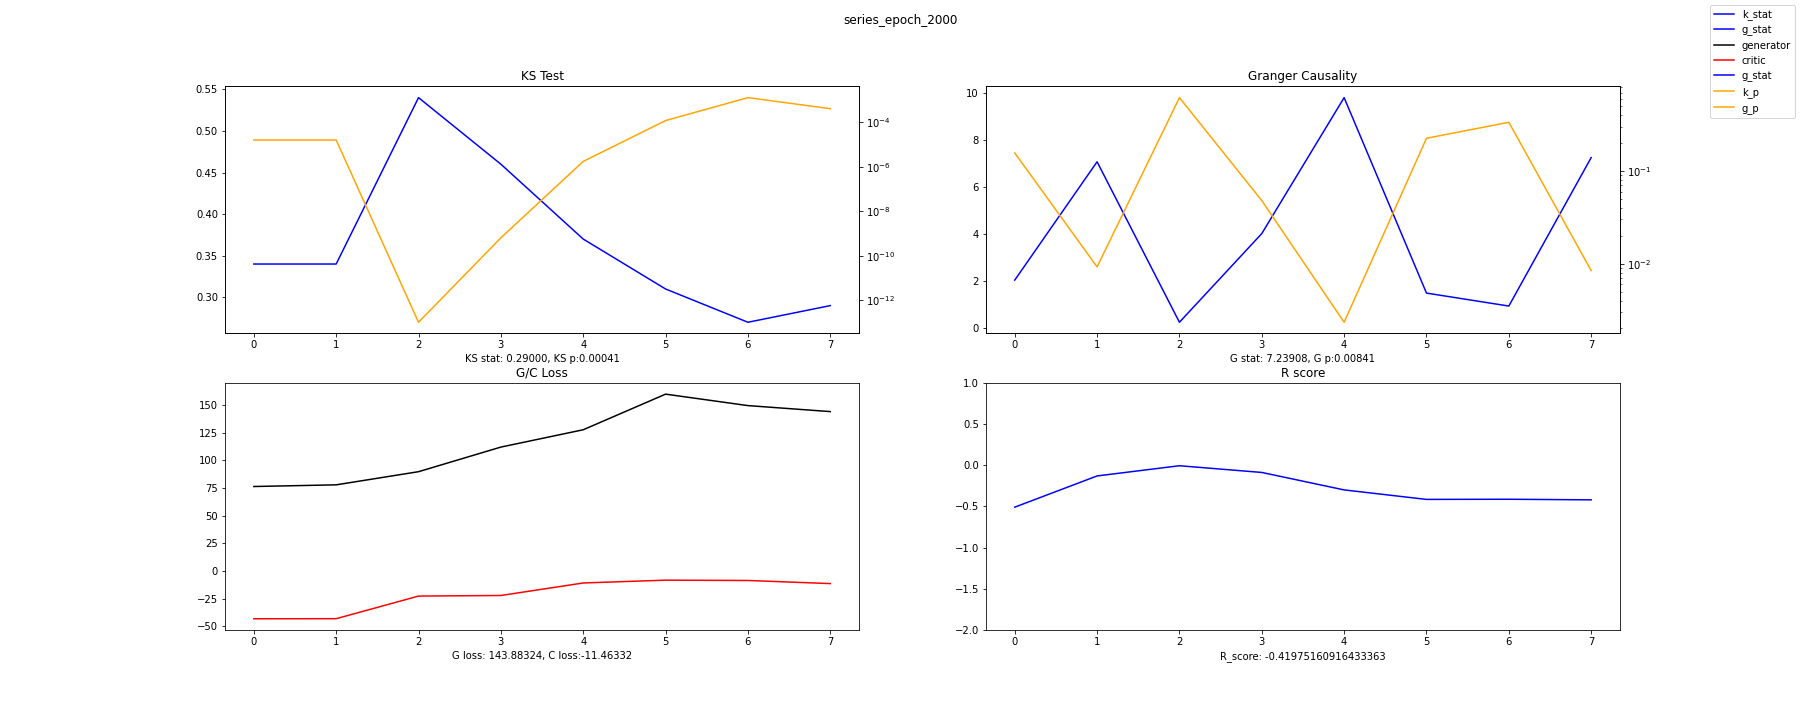 series_epoch_2000
k_stat
g_stat
generator
critic
g_stat
k_p
g_p
KS Test
0.55
0.50
0.45
0.40
0.35
0.30
10⁻⁴
10⁻⁶
10⁻⁸
10⁻¹⁰
10⁻¹²
0 1 2 3 4 5 6 7
KS stat: 0.29000, KS p:0.00041
Granger Causality
10
8
6
4
2
0
10⁻¹
10⁻²
0 1 2 3 4 5 6 7
G stat: 7.23908, G p:0.00841
G/C Loss
150
125
100
75
50
25
0
−25
−50
0 1 2 3 4 5 6 7
G loss: 143.88324, C loss:-11.46332
R score
1.0
0.5
0.0
−0.5
−1.0
−1.5
−2.0
0 1 2 3 4 5 6 7
R_score: -0.41975160916433363